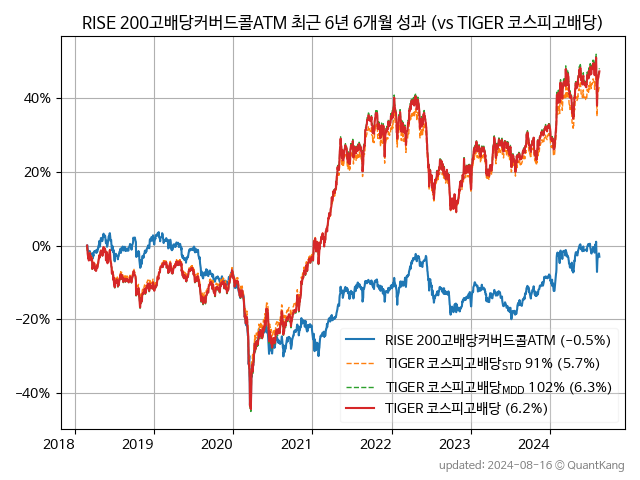 RISE 200고배당커버드콜ATM 최근 6년 6개월 성과 (vs TIGER 코스피고배당)
40%
20%
0%
−20%
−40%
RISE 200고배당커버드콜ATM (−0.5%)
TIGER 코스피고배당STD 91% (5.7%)
TIGER 코스피고배당MDD 102% (6.3%)
TIGER 코스피고배당 (6.2%)
2018 2019 2020 2021 2022 2023 2024
updated: 2024-08-16 © QuantKang